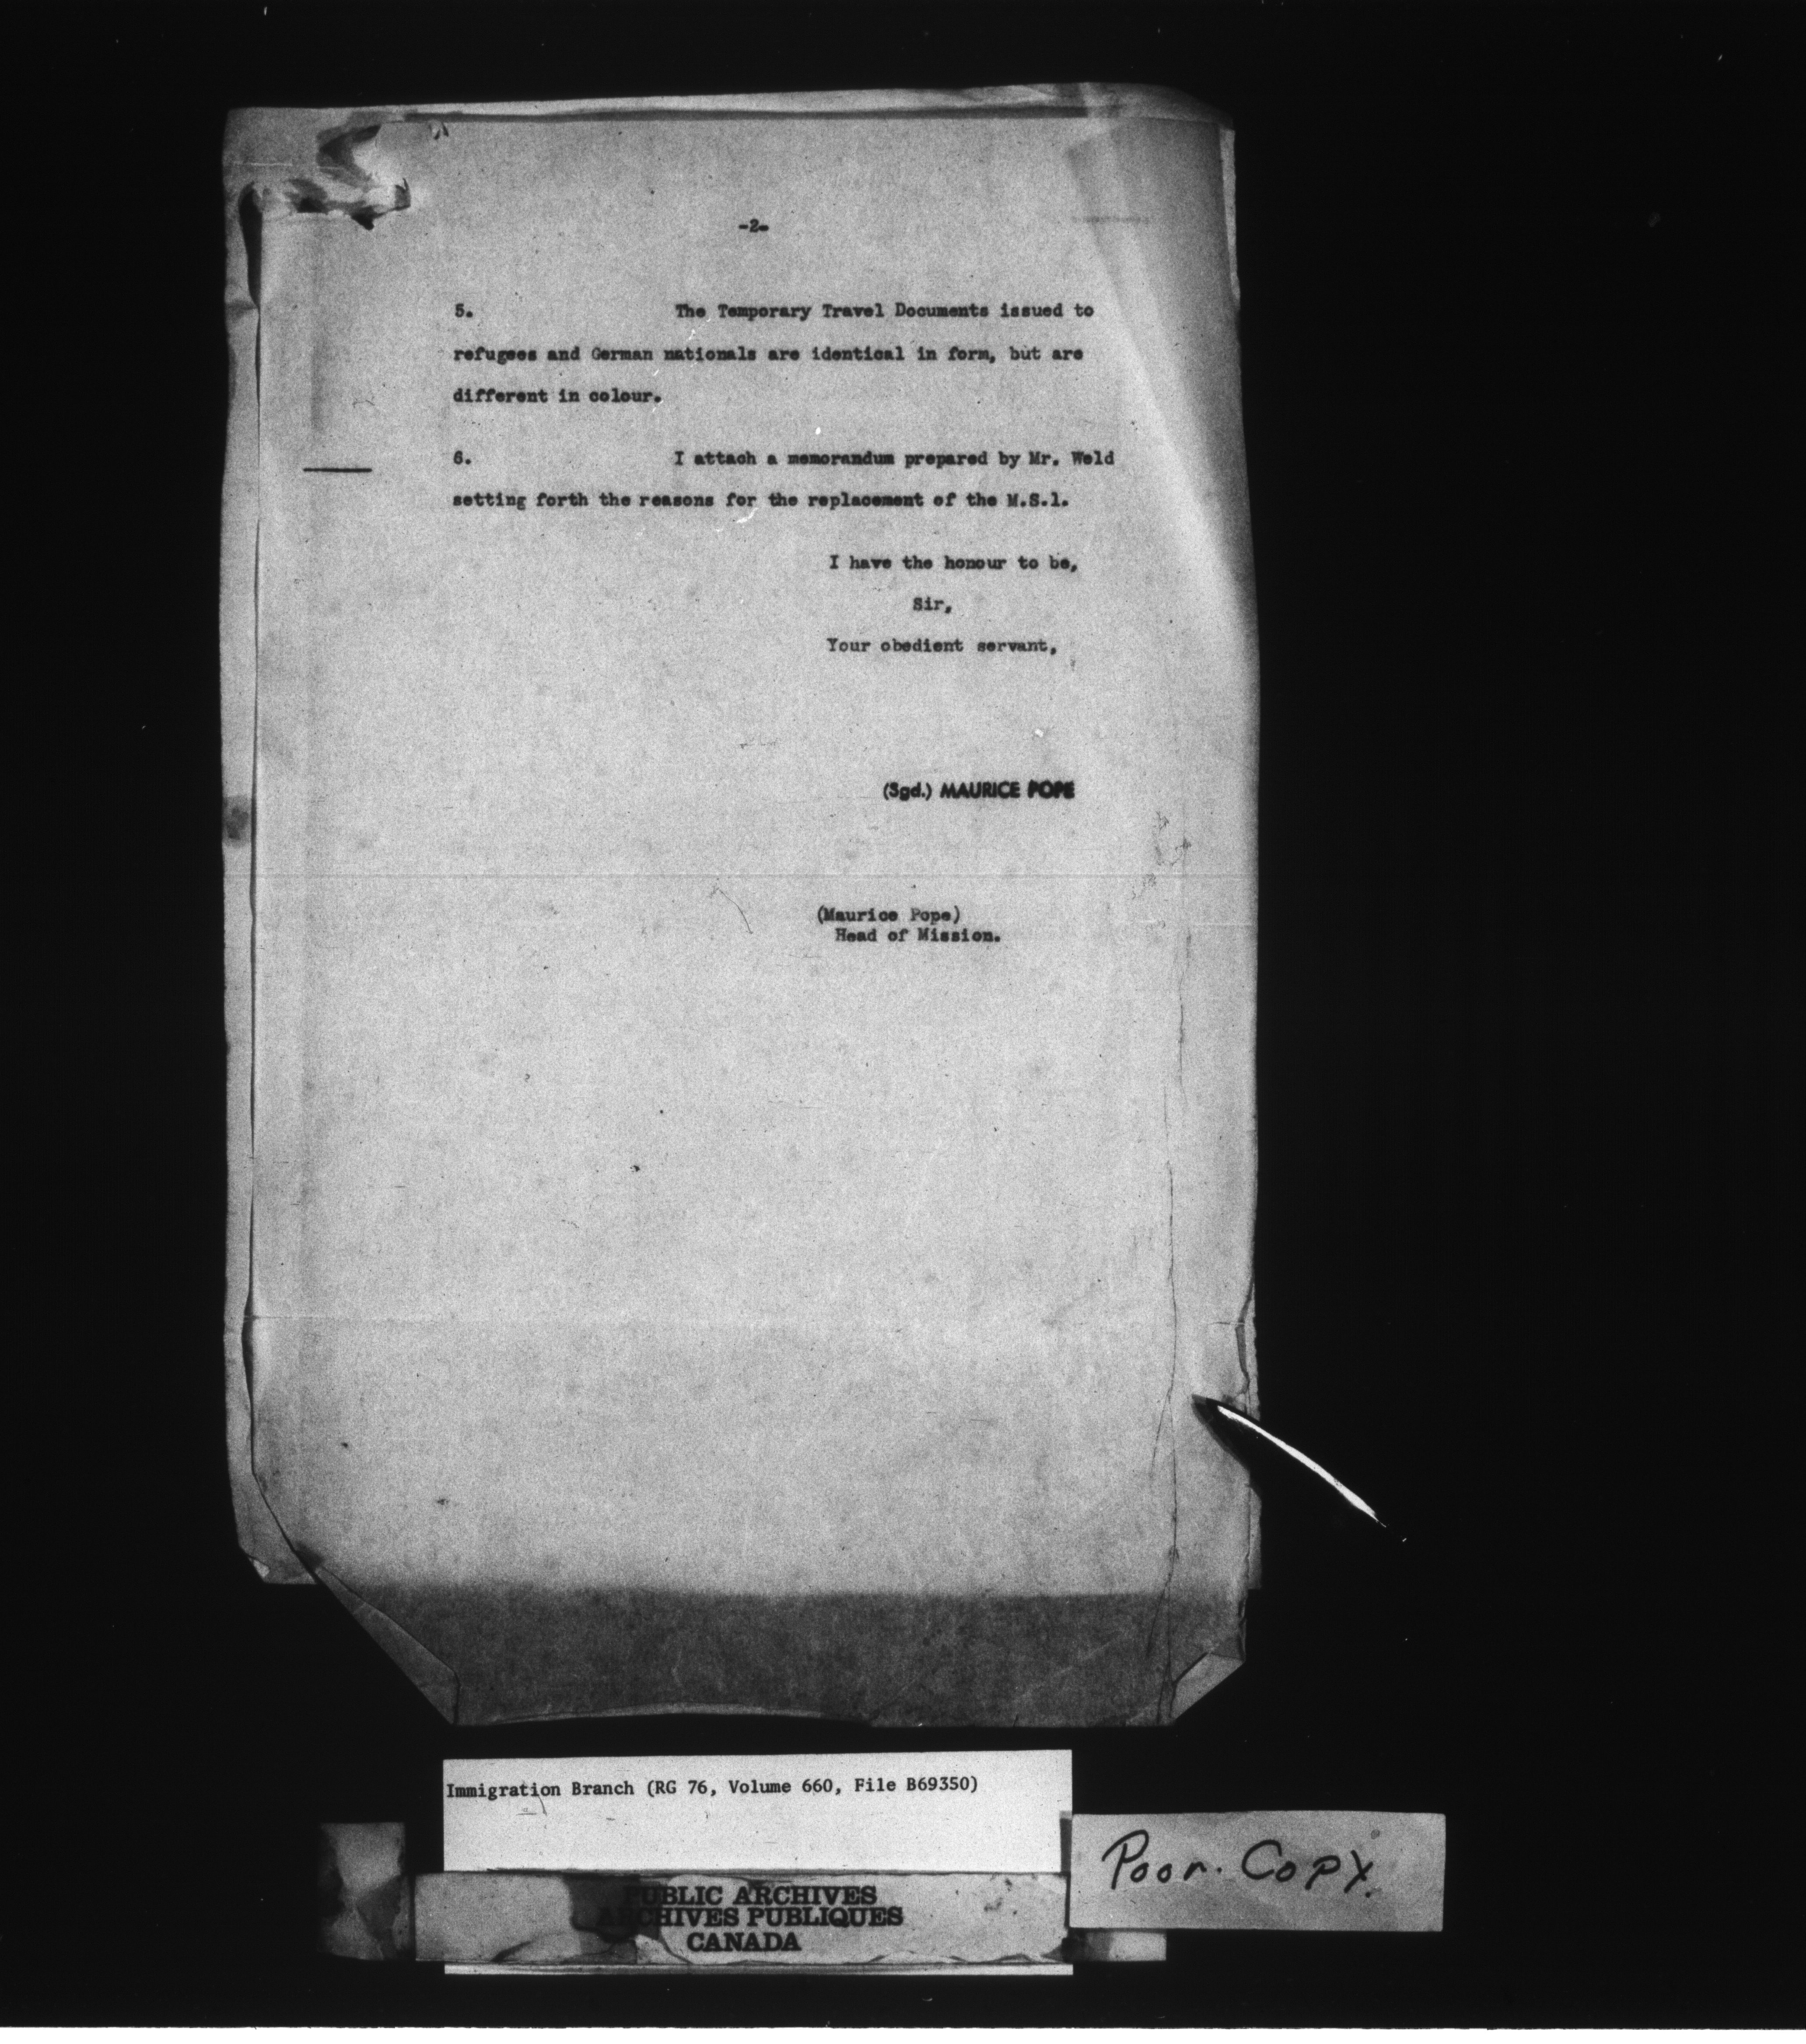 -2-
5. The Temporary Travel Documents issued to
refugees and German nationals are identical in form, but are
different in colour.
6. I attach a memorandum prepared by Mr. Weld
setting forth the reasons for the replacement of the M.S.1.
I have the honour to be,
Sir,
Your obedient servant,
(Sgd.) MAURICE POPE
(Maurice Pope)
Head of Mission.
Immigration Branch (RG 76, Volume 660, File B69350)
PUBLIC ARCHIVES
ARCHIVES PUBLIQUES
CANADA
Poor. Copy.